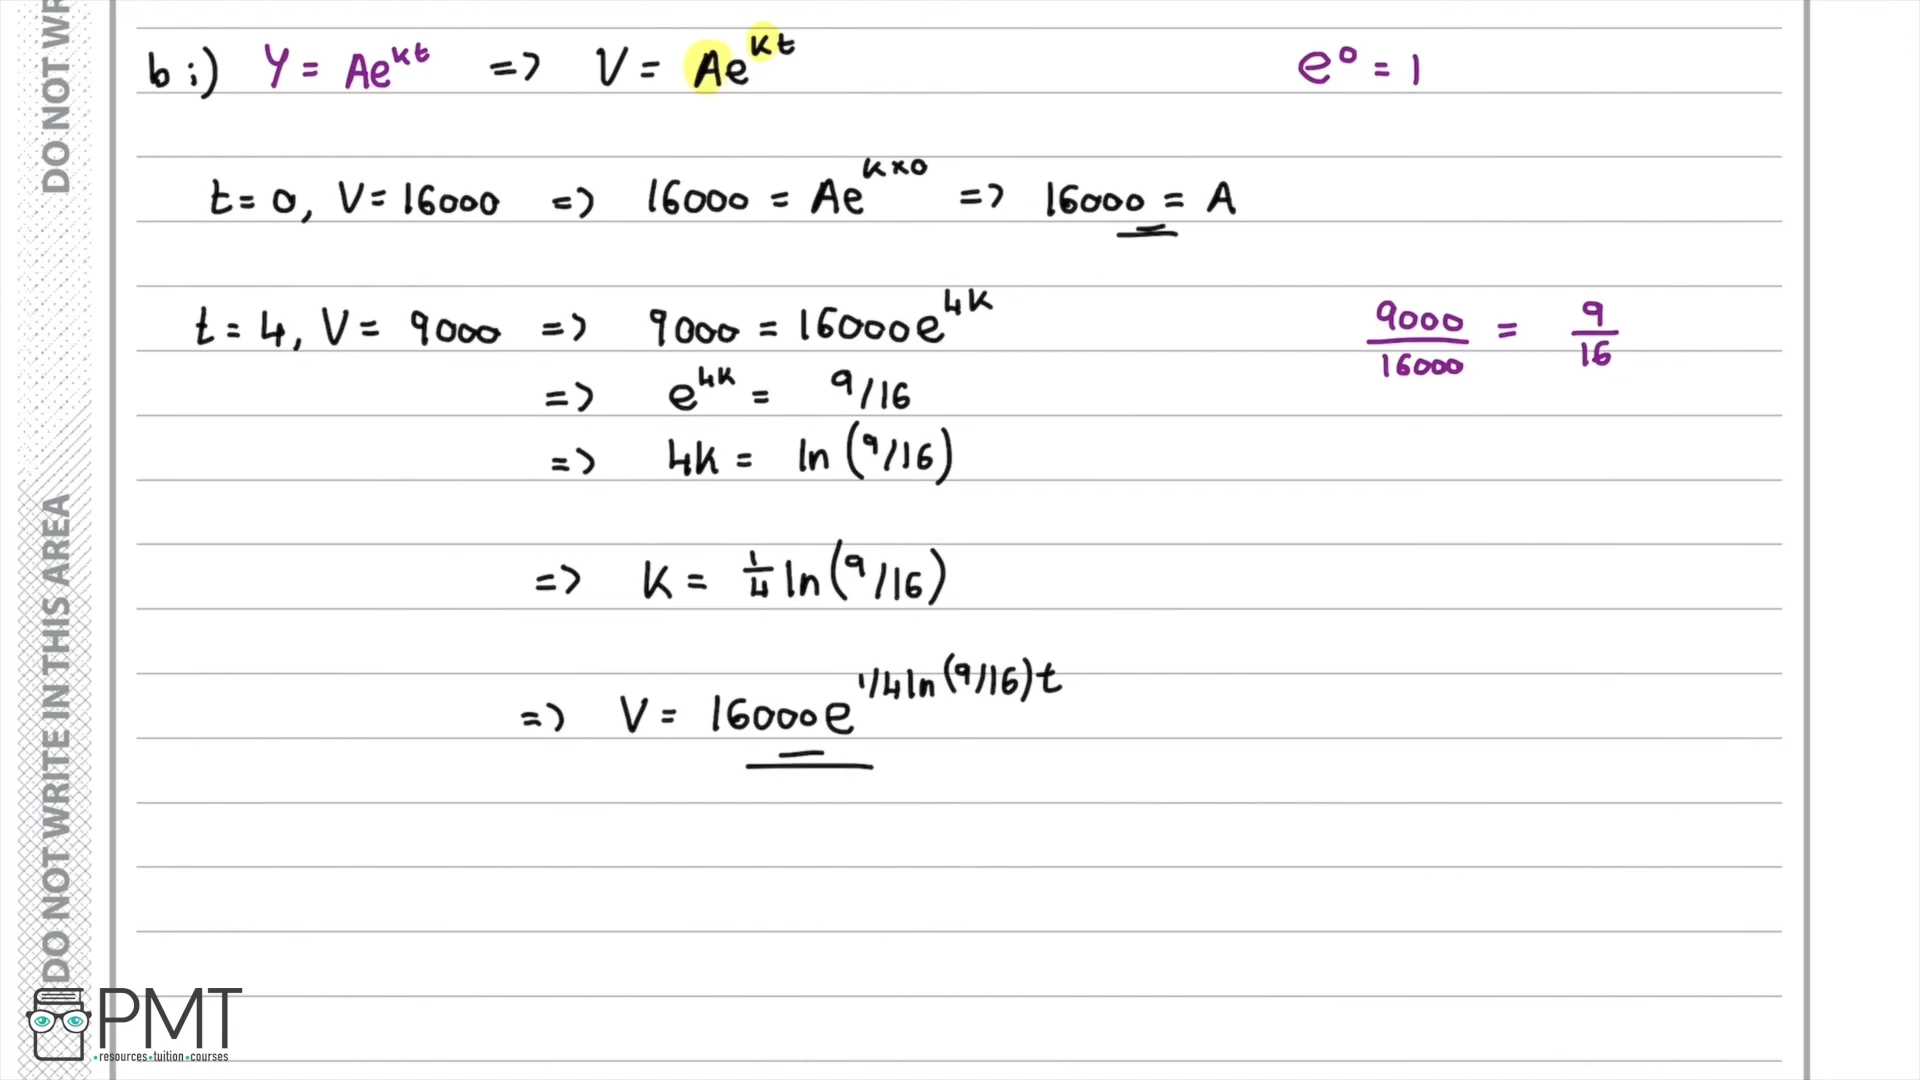 DO NOT WR
DO NOT WRITE IN THIS AREA
b i) Y = Ae^kt => V = Ae^kt
e^0 = 1
t = 0, V = 16000 => 16000 = Ae^k×0 => 16000 = A
t = 4, V = 9000 => 9000 = 16000e^4k
9000/16000 = 9/16
=> e^4k = 9/16
=> 4k = ln (9/16)
=> k = 1/4 ln (9/16)
=> V = 16000e^1/4 ln (9/16)t
PMT
•resources•tuition•courses